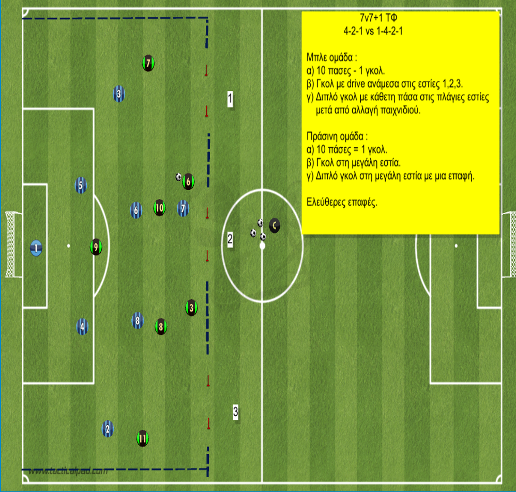 7v7+1 ΤΦ
4-2-1 vs 1-4-2-1
Μπλε ομάδα :
α) 10 πασες - 1 γκολ.
β) Γκολ με drive ανάμεσα στις εστίες 1,2,3.
γ) Διπλό γκολ με κάθετη πάσα στις πλάγιες εστίες
μετά από αλλαγή παιχνιδιού.
Πράσινη ομάδα :
α) 10 πάσες = 1 γκολ.
β) Γκολ στη μεγάλη εστία.
γ) Διπλό γκολ στη μεγάλη εστία με μια επαφή.
Ελεύθερες επαφές.
7
3
1
5
6
6
10
7
1
9
2
C
4
8
8
3
2
11
3
www.tacticalpad.com